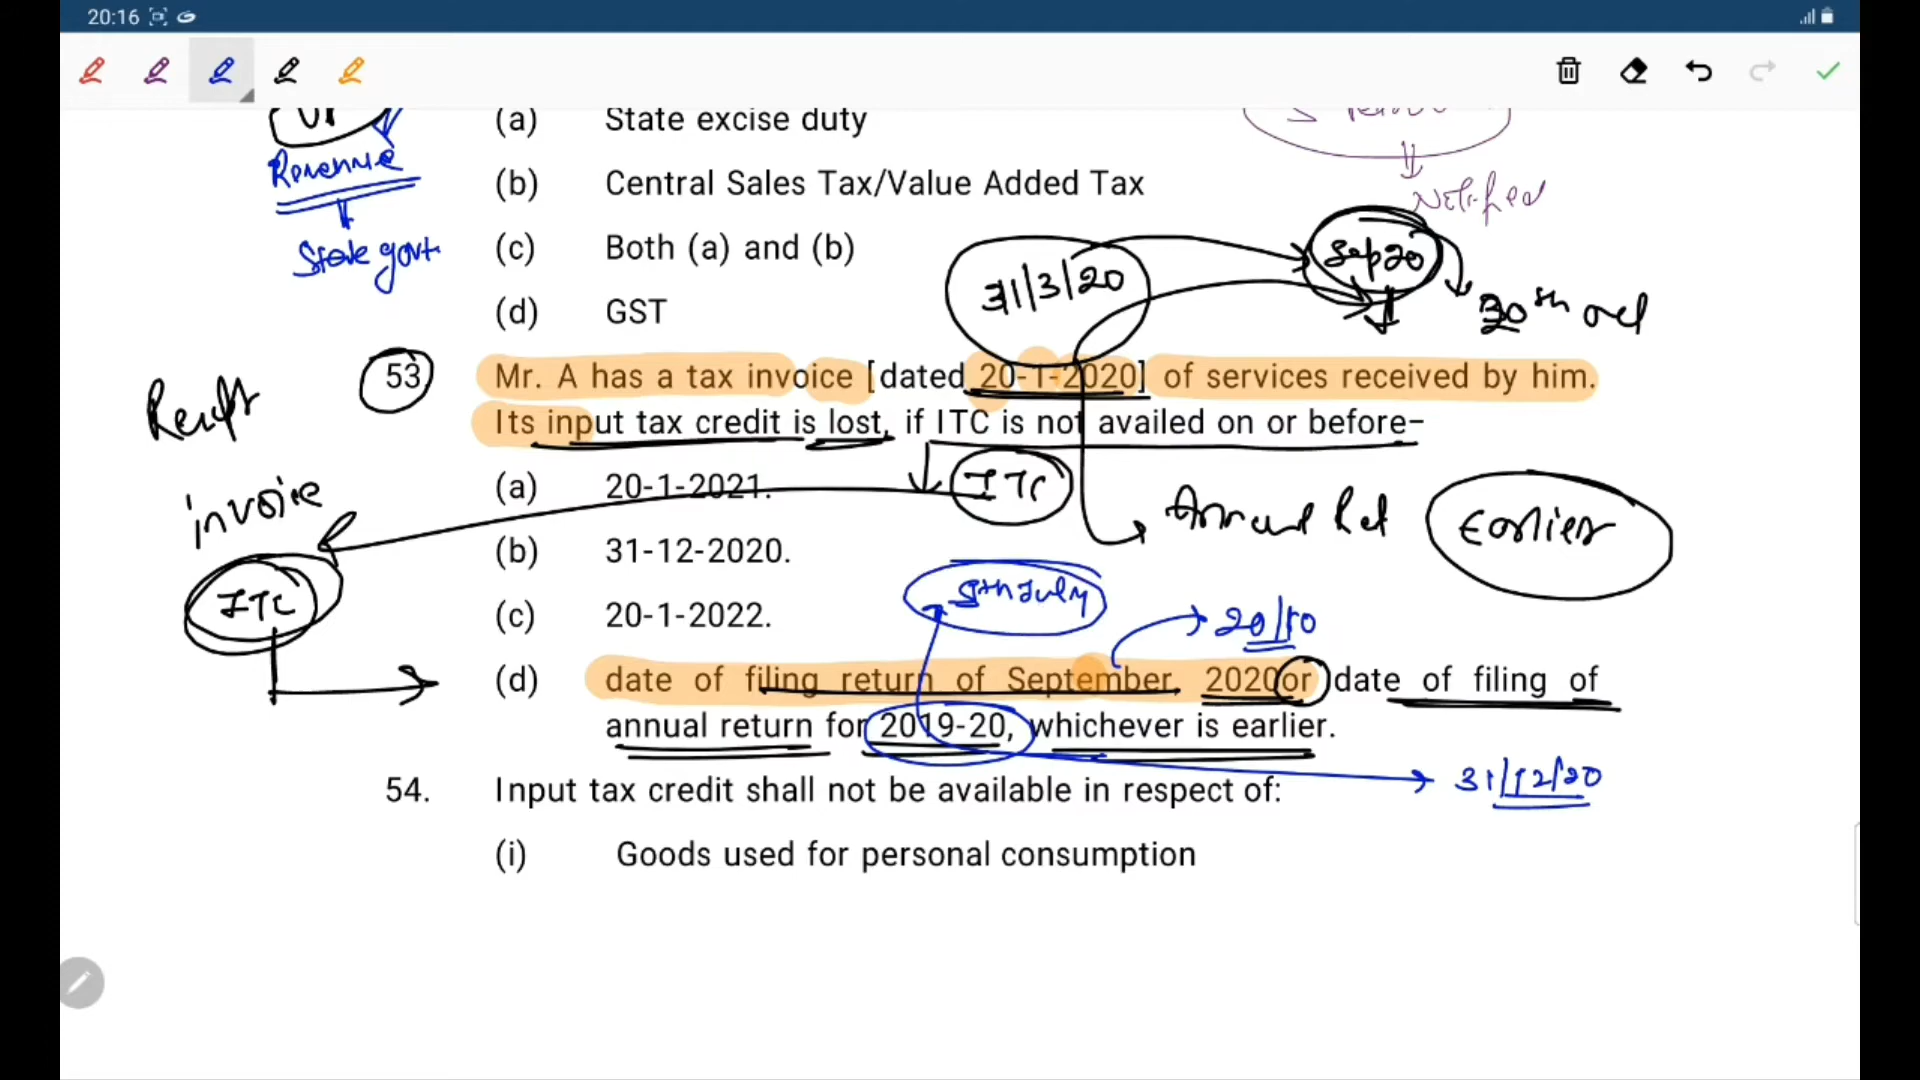 20:16
Revenue
State govt
(a) State excise duty
(b) Central Sales Tax/Value Added Tax
(c) Both (a) and (b)
(d) GST
Notified
31/3/20
Sep 20
20th oct
53 Mr. A has a tax invoice [dated 20-1-2020] of services received by him.
Its input tax credit is lost, if ITC is not availed on or before-
invoice
ITC
ITC
Annual Ret
Earlier
(a) 20-1-2021.
(b) 31-12-2020.
(c) 20-1-2022.
5th July
20/10
(d) date of filing return of September, 2020 or date of filing of
annual return for 2019-20, whichever is earlier.
31/12/20
54. Input tax credit shall not be available in respect of:
(i) Goods used for personal consumption